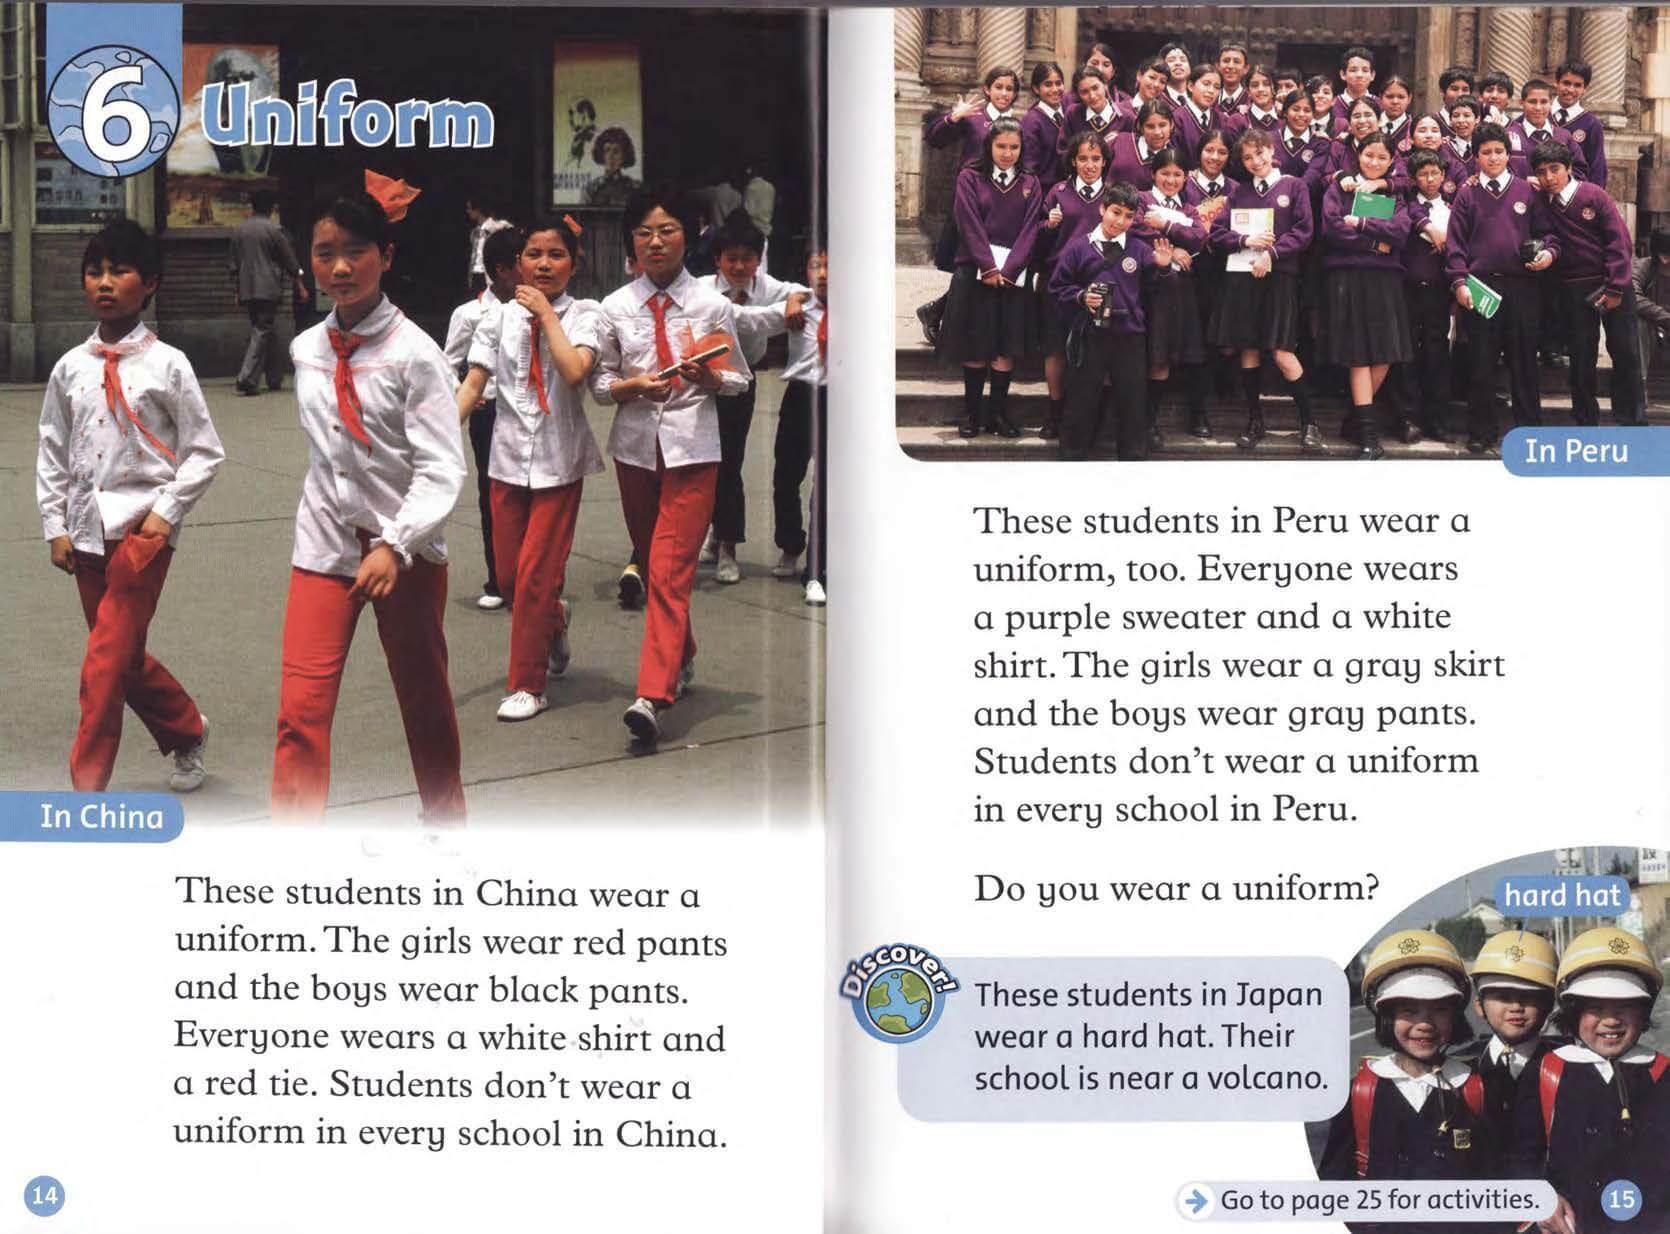 6 Uniform
In China
These students in China wear a
uniform. The girls wear red pants
and the boys wear black pants.
Everyone wears a white shirt and
a red tie. Students don't wear a
uniform in every school in China.
14
In Peru
These students in Peru wear a
uniform, too. Everyone wears
a purple sweater and a white
shirt. The girls wear a gray skirt
and the boys wear gray pants.
Students don't wear a uniform
in every school in Peru.
Do you wear a uniform?
hard hat
Discover!
These students in Japan
wear a hard hat. Their
school is near a volcano.
Go to page 25 for activities.
15